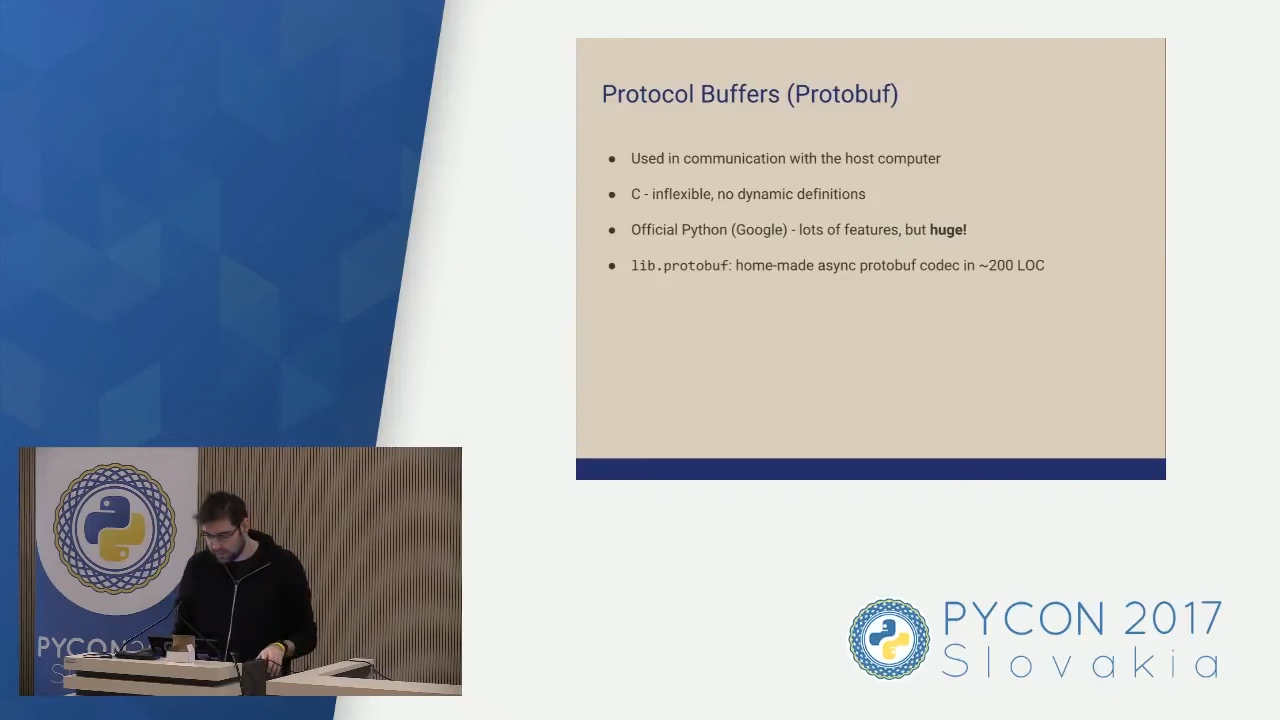 Protocol Buffers (Protobuf)
● Used in communication with the host computer
● C - inflexible, no dynamic definitions
● Official Python (Google) - lots of features, but huge!
● lib.protobuf: home-made async protobuf codec in ~200 LOC
PYCON 2017
Slovakia
PYCON